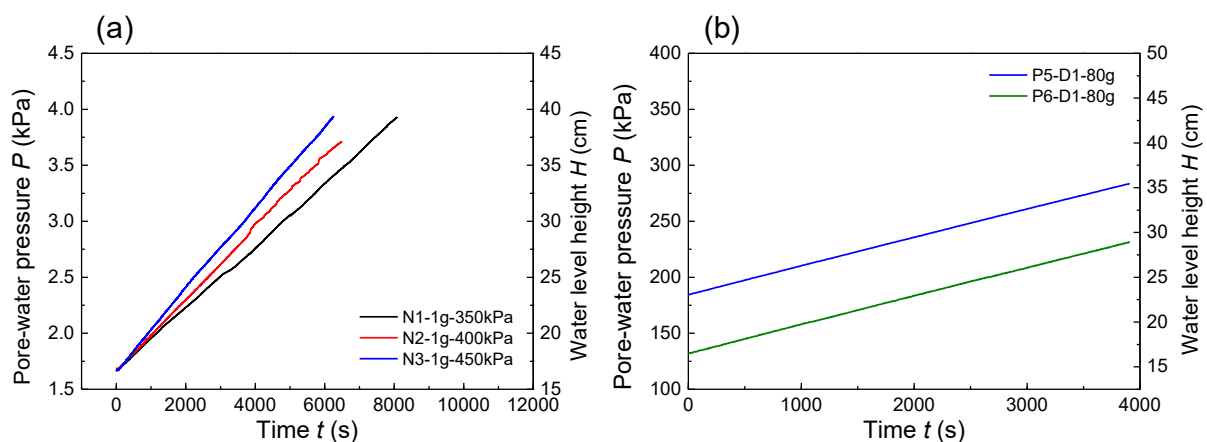 (a)
4.5
4.0
3.5
3.0
2.5
2.0
1.5
Pore-water pressure P (kPa)
45
40
35
30
25
20
15
Water level height H (cm)
N1-1g-350kPa
N2-1g-400kPa
N3-1g-450kPa
0 2000 4000 6000 8000 10000 12000
Time t (s)
(b)
400
350
300
250
200
150
100
Pore-water pressure P (kPa)
50
45
40
35
30
25
20
15
Water level height H (cm)
P5-D1-80g
P6-D1-80g
0 1000 2000 3000 4000
Time t (s)